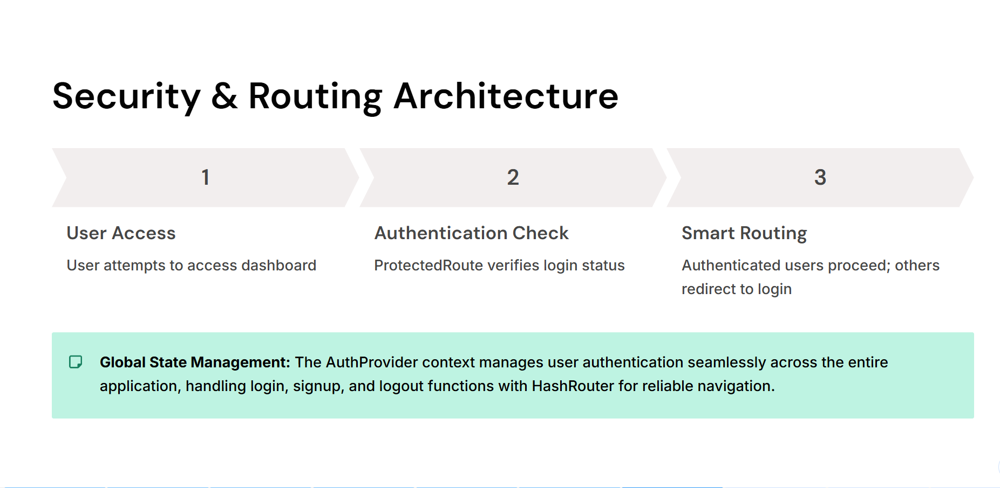 Security & Routing Architecture
1
2
3
User Access
User attempts to access dashboard
Authentication Check
ProtectedRoute verifies login status
Smart Routing
Authenticated users proceed; others
redirect to login
Global State Management: The AuthProvider context manages user authentication seamlessly across the entire
application, handling login, signup, and logout functions with HashRouter for reliable navigation.